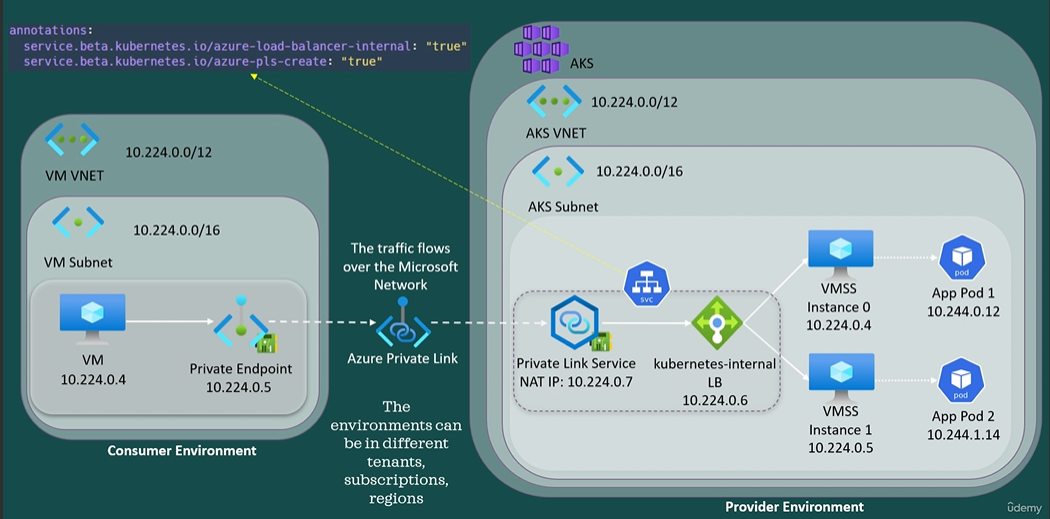 annotations:
service.beta.kubernetes.io/azure-load-balancer-internal: "true"
service.beta.kubernetes.io/azure-pls-create: "true"
10.224.0.0/12
VM VNET
10.224.0.0/16
VM Subnet
VM
10.224.0.4
Private Endpoint
10.224.0.5
Consumer Environment
The traffic flows
over the Microsoft
Network
Azure Private Link
The
environments can
be in different
tenants,
subscriptions,
regions
AKS
10.224.0.0/12
AKS VNET
10.224.0.0/16
AKS Subnet
svc
Private Link Service
NAT IP: 10.224.0.7
kubernetes-internal
LB
10.224.0.6
VMSS
Instance 0
10.224.0.4
pod
App Pod 1
10.244.0.12
VMSS
Instance 1
10.224.0.5
pod
App Pod 2
10.244.1.14
Provider Environment
ûdemy